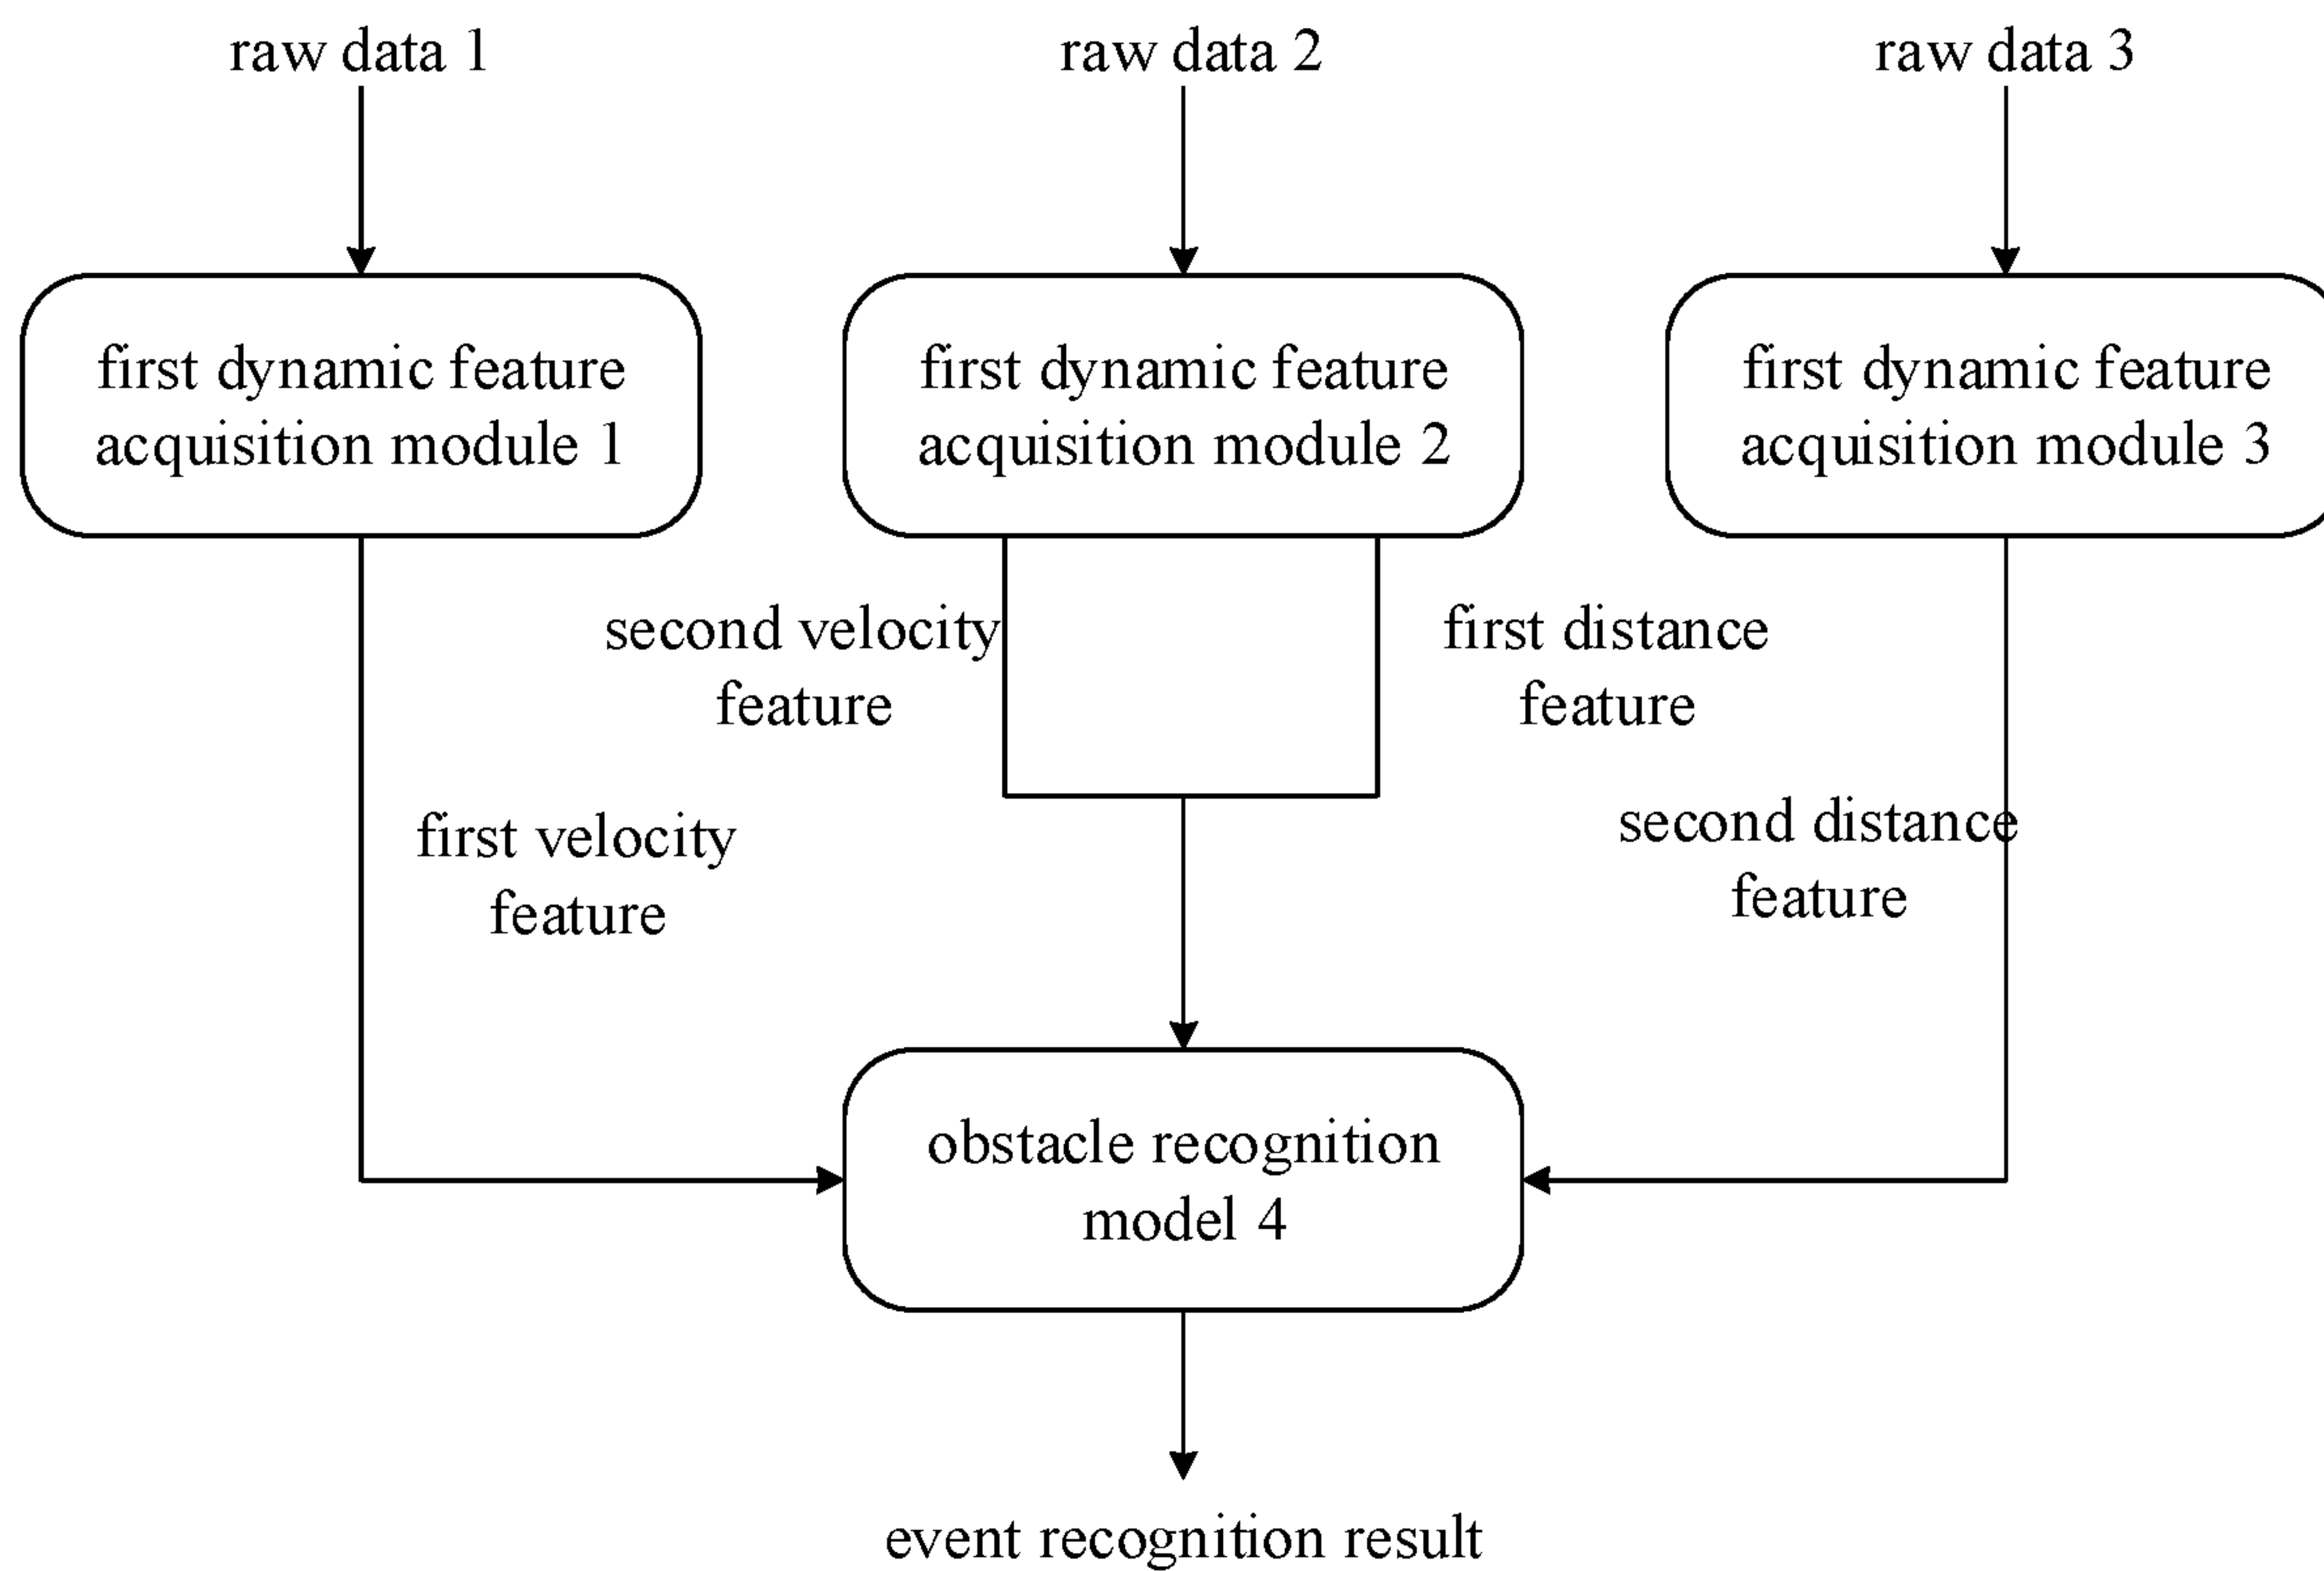 raw data 1
raw data 2
raw data 3
first dynamic feature
acquisition module 1
first dynamic feature
acquisition module 2
first dynamic feature
acquisition module 3
second velocity
feature
first distance
feature
first velocity
feature
second distance
feature
obstacle recognition
model 4
event recognition result